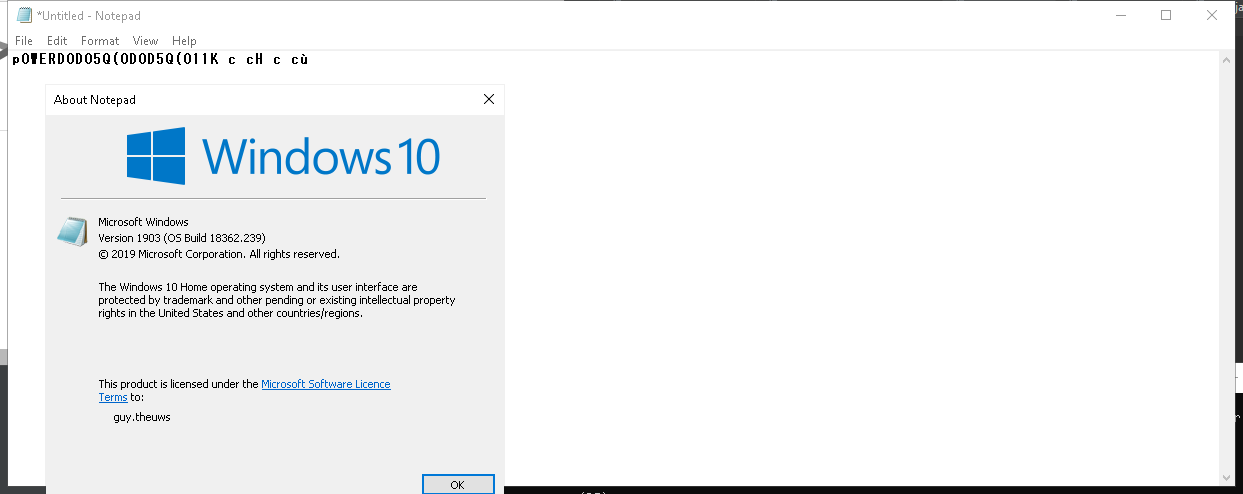 *Untitled - Notepad
File Edit Format View Help
pOWERDODO5Q(ODOD5Q(O11K c cH c cù
About Notepad
Windows 10
Microsoft Windows
Version 1903 (OS Build 18362.239)
© 2019 Microsoft Corporation. All rights reserved.
The Windows 10 Home operating system and its user interface are
protected by trademark and other pending or existing intellectual property
rights in the United States and other countries/regions.
This product is licensed under the Microsoft Software Licence
Terms to:
guy.theuws
OK